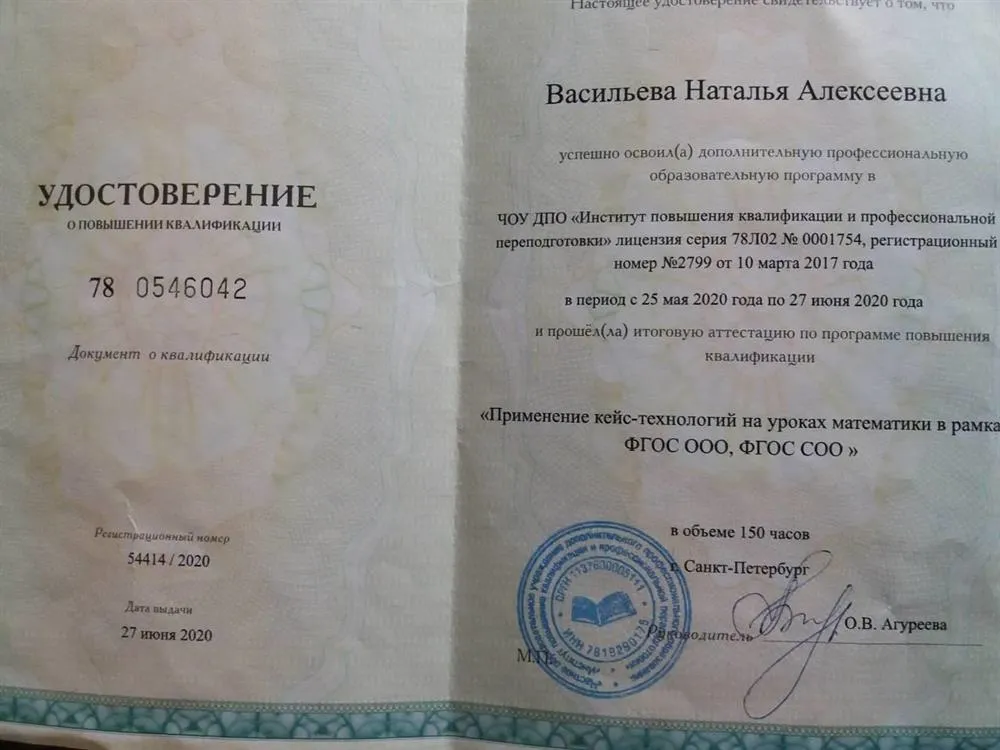 УДОСТОВЕРЕНИЕ
О ПОВЫШЕНИИ КВАЛИФИКАЦИИ
78 0546042
Документ о квалификации
Регистрационный номер
54414 / 2020
Дата выдачи
27 июня 2020
Настоящее удостоверение свидетельствует о том, что
Васильева Наталья Алексеевна
успешно освоил(а) дополнительную профессиональную
образовательную программу в
ЧОУ ДПО «Институт повышения квалификации и профессиональной
переподготовки» лицензия серия 78Л02 № 0001754, регистрационный
номер №2799 от 10 марта 2017 года
в период с 25 мая 2020 года по 27 июня 2020 года
и прошёл(ла) итоговую аттестацию по программе повышения
квалификации
«Применение кейс-технологий на уроках математики в рамка
ФГОС ООО, ФГОС СОО »
в объеме 150 часов
г. Санкт-Петербург
Руководитель
О.В. Агуреева
М.П.